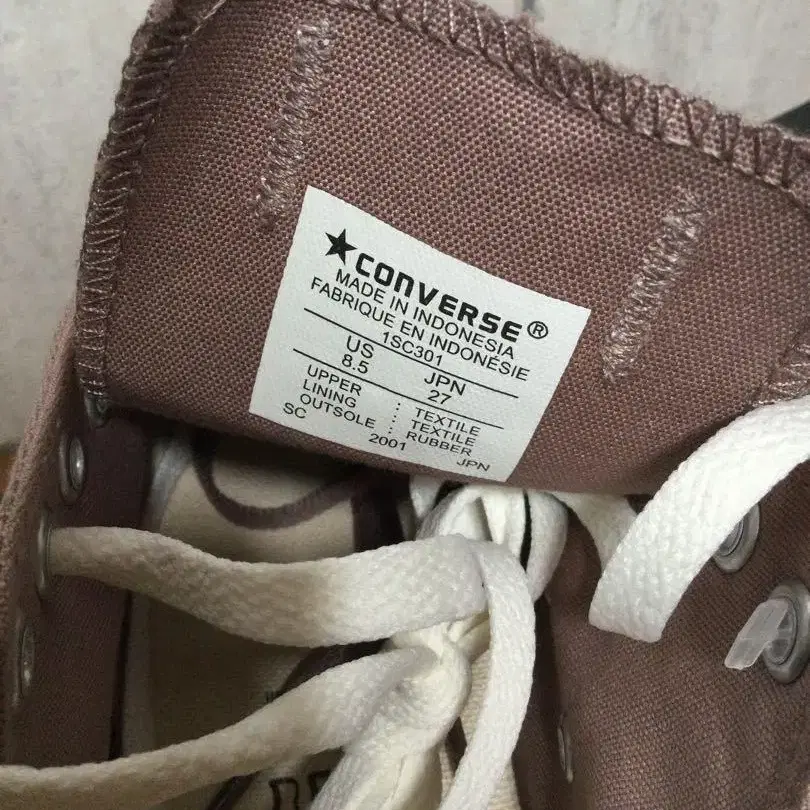 ★CONVERSE®
MADE IN INDONESIA
FABRIQUE EN INDONÉSIE
1SC301
US JPN
8.5 27
UPPER : TEXTILE
LINING : TEXTILE
OUTSOLE : RUBBER
SC 2001 JPN